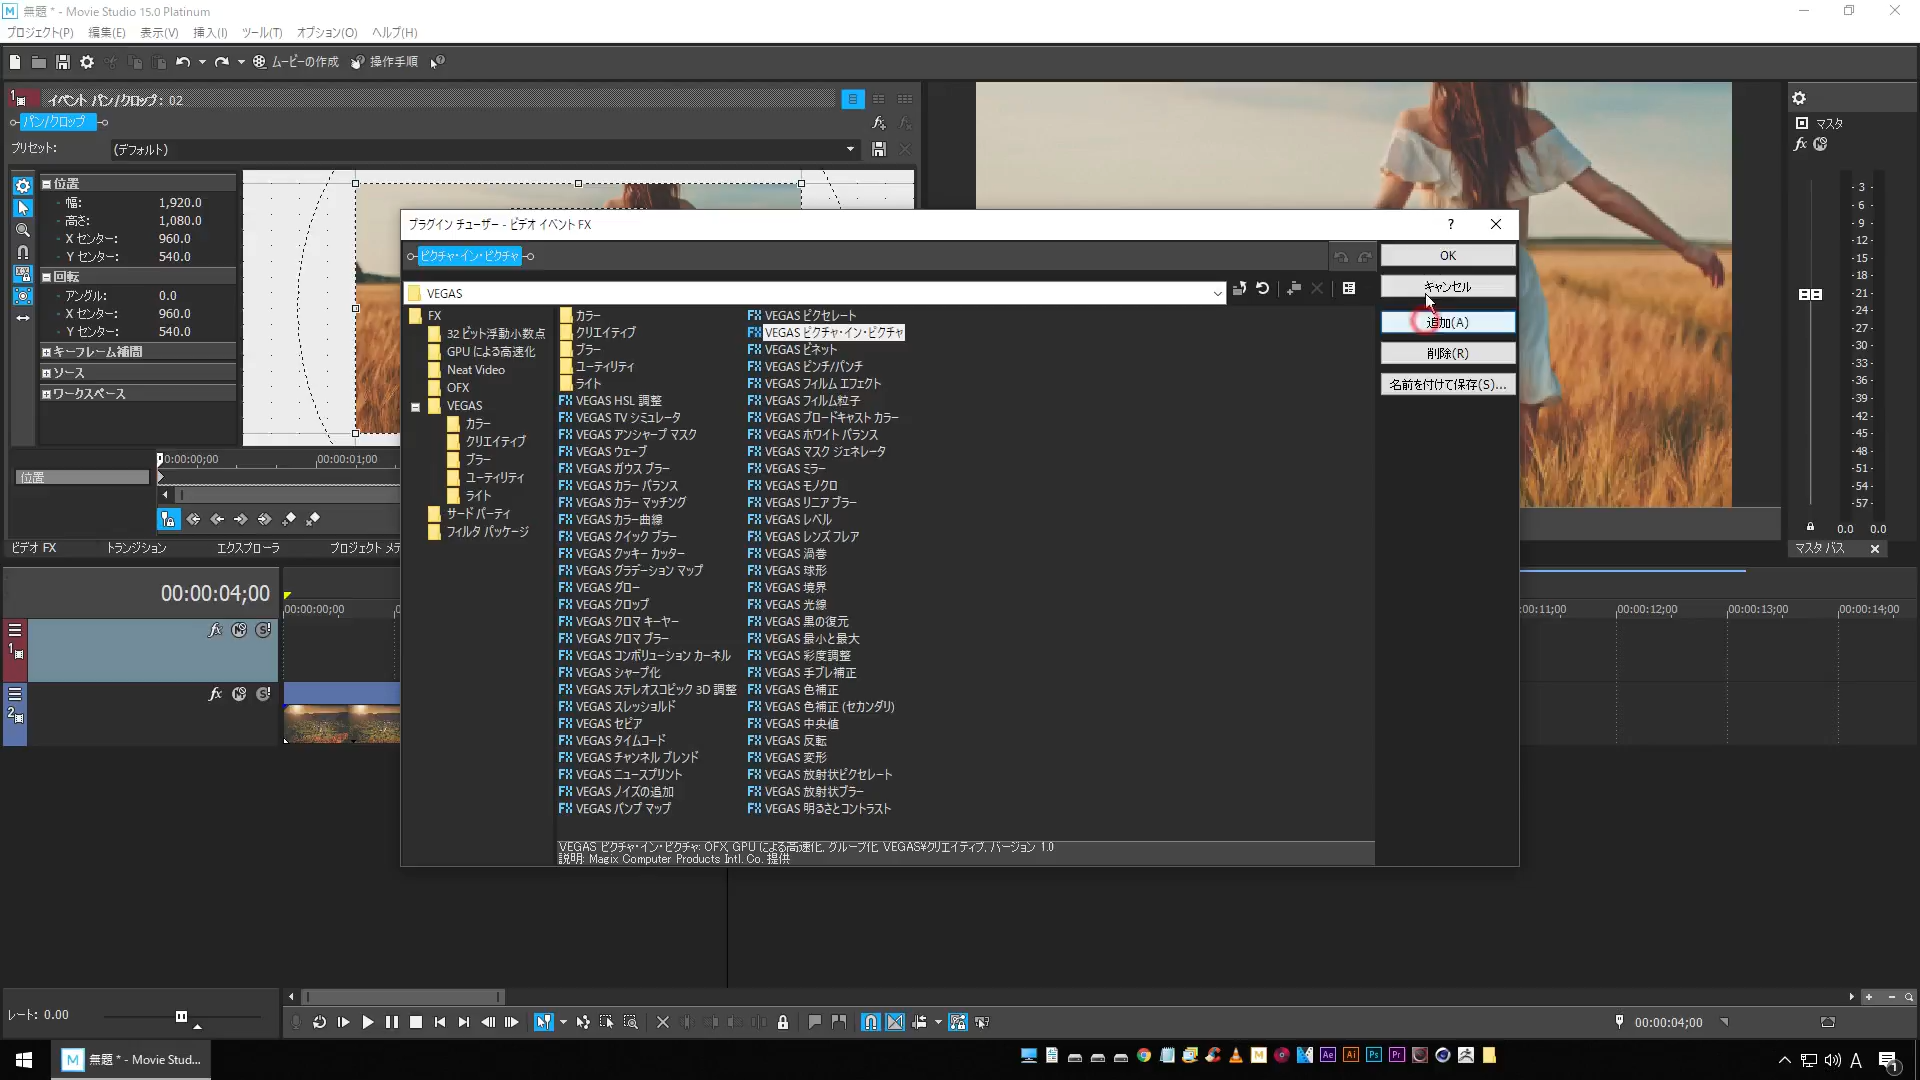 無題 * - Movie Studio 15.0 Platinum
プロジェクト(P) 編集(E) 表示(V) 挿入(I) ツール(T) オプション(O) ヘルプ(H)
ムービーの作成 操作手順
イベント パン/クロップ: 02
パン/クロップ
プリセット: (デフォルト)
位置
幅: 1,920.0
高さ: 1,080.0
X センター: 960.0
Y センター: 540.0
回転
アングル: 0.0
X センター: 960.0
Y センター: 540.0
キーフレーム補間
ソース
ワークスペース
位置
00:00:00;00 00:00:01;00
ビデオ FX トランジション エクスプローラ プロジェクト メデ
プラグイン チューザー - ビデオ イベント FX
ピクチャ・イン・ピクチャ
VEGAS
FX
32 ビット浮動小数点
GPU による高速化
Neat Video
OFX
VEGAS
カラー
クリエイティブ
ブラー
ユーティリティ
ライト
サード パーティ
フィルタ パッケージ
カラー
クリエイティブ
ブラー
ユーティリティ
ライト
VEGAS HSL 調整
VEGAS TV シミュレータ
VEGAS アンシャープ マスク
VEGAS ウェーブ
VEGAS ガウス ブラー
VEGAS カラー バランス
VEGAS カラー マッチング
VEGAS カラー曲線
VEGAS クイック ブラー
VEGAS クッキー カッター
VEGAS グラデーション マップ
VEGAS グロー
VEGAS クロップ
VEGAS クロマ キーヤー
VEGAS クロマ ブラー
VEGAS コンボリューション カーネル
VEGAS シャープ化
VEGAS ステレオスコピック 3D 調整
VEGAS スレッショルド
VEGAS セピア
VEGAS タイムコード
VEGAS チャンネル ブレンド
VEGAS ニュースプリント
VEGAS ノイズの追加
VEGAS バンプ マップ
VEGAS ピクセレート
VEGAS ピクチャ・イン・ピクチャ
VEGAS ビネット
VEGAS ピンチ/パンチ
VEGAS フィルム エフェクト
VEGAS フィルム粒子
VEGAS ブロードキャスト カラー
VEGAS ホワイト バランス
VEGAS マスク ジェネレータ
VEGAS ミラー
VEGAS モノクロ
VEGAS リニア ブラー
VEGAS レベル
VEGAS レンズ フレア
VEGAS 渦巻
VEGAS 球形
VEGAS 境界
VEGAS 光線
VEGAS 黒の復元
VEGAS 最小と最大
VEGAS 彩度調整
VEGAS 手ブレ補正
VEGAS 色補正
VEGAS 色補正 (セカンダリ)
VEGAS 中央値
VEGAS 反転
VEGAS 変形
VEGAS 放射状ピクセレート
VEGAS 放射状ブラー
VEGAS 明るさとコントラスト
VEGAS ピクチャ・イン・ピクチャ: OFX, GPU による高速化, グループ化 VEGAS¥クリエイティブ, バージョン 1.0
説明: Magix Computer Products Intl. Co. 提供
OK
キャンセル
追加(A)
削除(R)
名前を付けて保存(S)...
マスタ
-3
-6
-9
-12
-15
-18
-21
-24
-27
-30
-33
-36
-39
-42
-45
-48
-51
-54
-57
0.0 0.0
マスタ バス
00:00:04;00
00:00:00;00
:00:11;00 00:00:12;00 00:00:13;00 00:00:14;00
1
2
レート: 0.00
00:00:04;00
無題 * - Movie Stud...
A
1